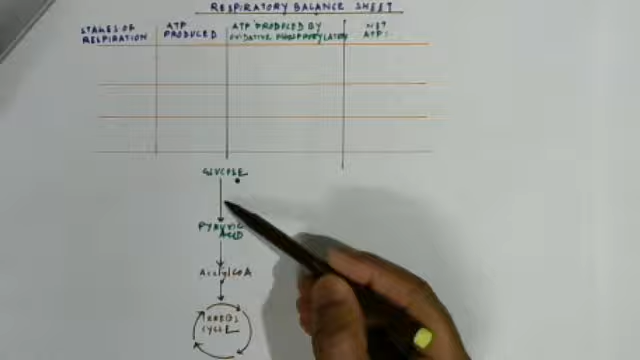 RESPIRATORY BALANCE SHEET
STAGES OF RESPIRATION
ATP PRODUCED
ATP PRODUCED BY OXIDATIVE PHOSPHORYLATION
NET ATPs
GLUCOSE
PYRUVIC ACID
Acetyl COA
KREBS CYCLE